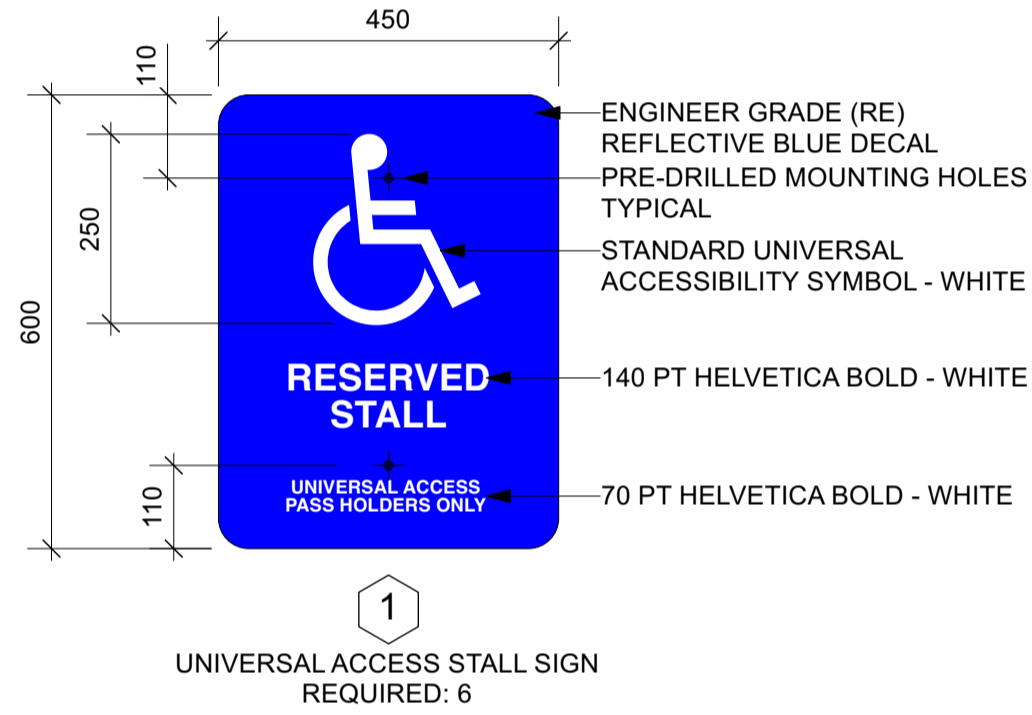 450
110
250
600
110
ENGINEER GRADE (RE)
REFLECTIVE BLUE DECAL
PRE-DRILLED MOUNTING HOLES
TYPICAL
STANDARD UNIVERSAL
ACCESSIBILITY SYMBOL - WHITE
RESERVED
STALL
140 PT HELVETICA BOLD - WHITE
UNIVERSAL ACCESS
PASS HOLDERS ONLY
70 PT HELVETICA BOLD - WHITE
1
UNIVERSAL ACCESS STALL SIGN
REQUIRED: 6